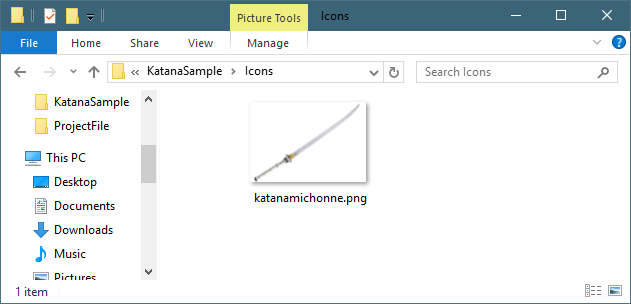 Picture Tools Icons
File Home Share View Manage
« KatanaSample > Icons Search Icons
KatanaSample
ProjectFile
This PC
Desktop
Documents
Downloads
Music
Pictures
katanamichonne.png
1 item